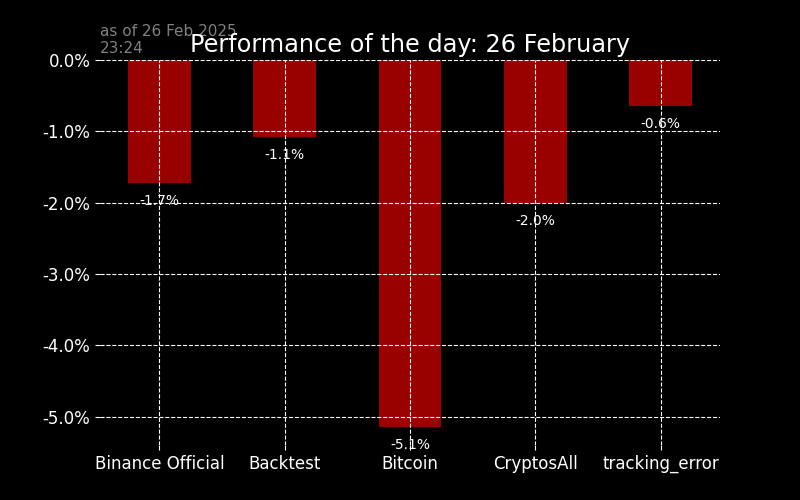 as of 26 Feb 2025
23:24
Performance of the day: 26 February
0.0%
-1.0%
-2.0%
-3.0%
-4.0%
-5.0%
-1.7%
-1.1%
-5.1%
-2.0%
-0.6%
Binance Official
Backtest
Bitcoin
CryptosAll
tracking_error